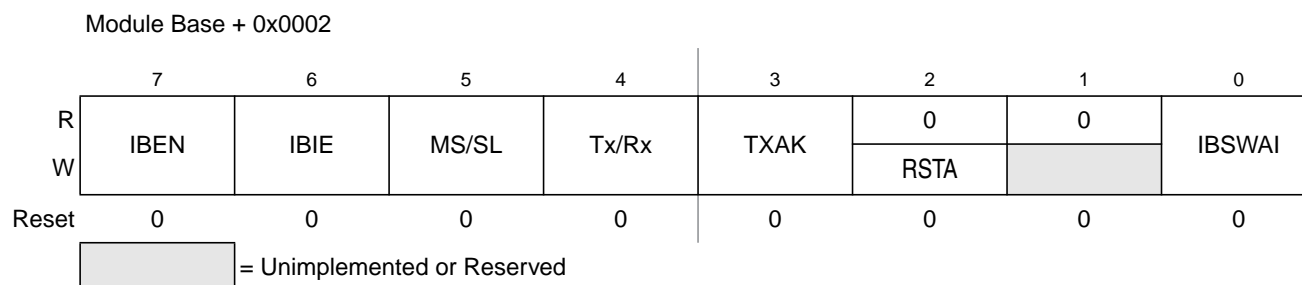 Module Base + 0x0002
7 6 5 4 3 2 1 0
R 0 0
IBEN IBIE MS/SL Tx/Rx TXAK IBSWAI
W RSTA
Reset 0 0 0 0 0 0 0 0
= Unimplemented or Reserved